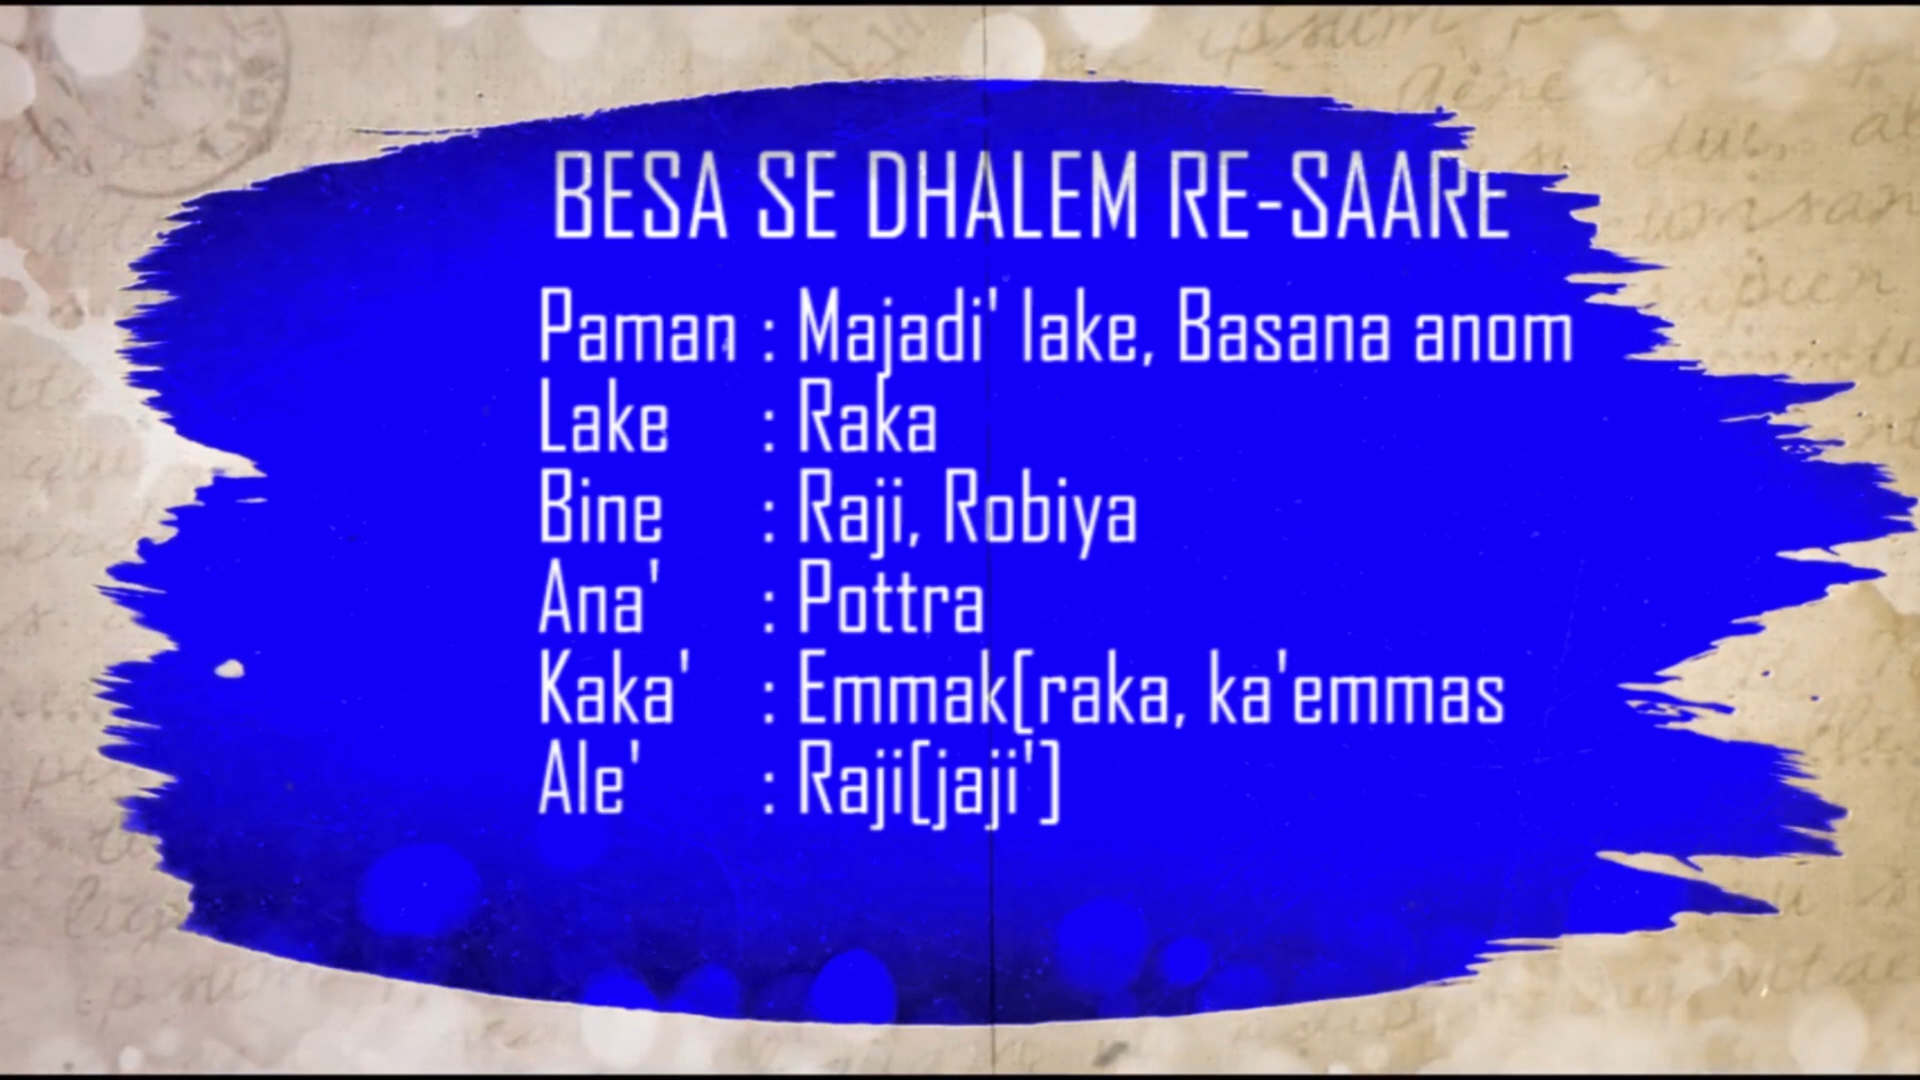 BESA SE DHALEM RE-SAARE
Paman : Majadi' lake, Basana anom
Lake : Raka
Bine : Raji, Robiya
Ana' : Pottra
Kaka' : Emmak[raka, ka'emmas
Ale' : Raji[jaji']